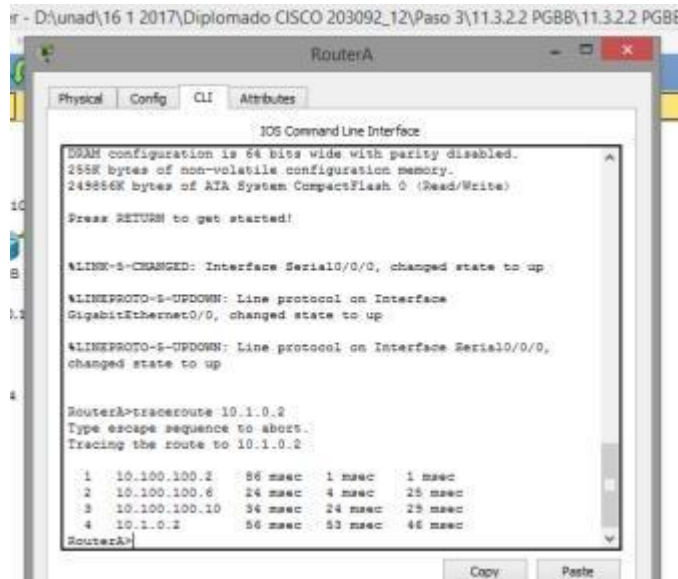 r - D:\unad\16 1 2017\Diplomado CISCO 203092_12\Paso 3\11.3.2.2 PGBB\11.3.2.2 PGBB
RouterA
Physical Config CLI Attributes
IOS Command Line Interface
DRAM configuration is 64 bits wide with parity disabled.
255K bytes of non-volatile configuration memory.
249856K bytes of ATA System CompactFlash 0 (Read/Write)
Press RETURN to get started!
%LINK-5-CHANGED: Interface Serial0/0/0, changed state to up
%LINEPROTO-5-UPDOWN: Line protocol on Interface
GigabitEthernet0/0, changed state to up
%LINEPROTO-5-UPDOWN: Line protocol on Interface Serial0/0/0,
changed state to up
RouterA>traceroute 10.1.0.2
Type escape sequence to abort.
Tracing the route to 10.1.0.2
1 10.100.100.2 86 msec 1 msec 1 msec
2 10.100.100.6 24 msec 4 msec 25 msec
3 10.100.100.10 34 msec 24 msec 29 msec
4 10.1.0.2 56 msec 53 msec 46 msec
RouterA>
Copy Paste